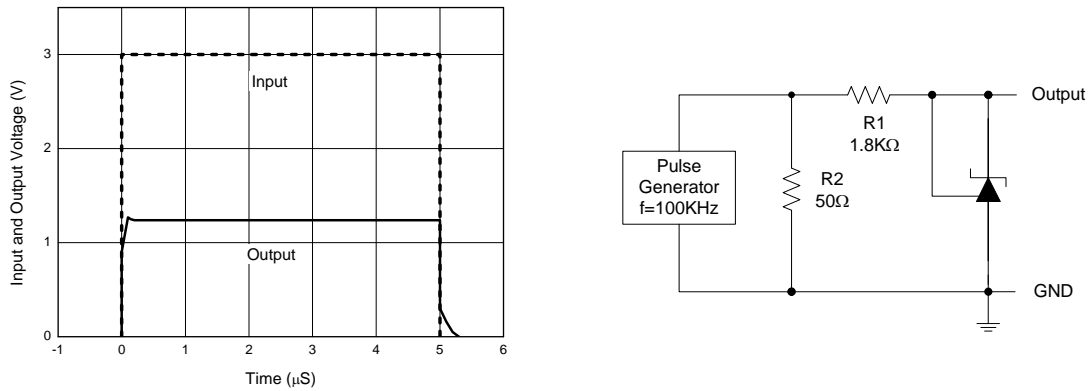 Input and Output Voltage (V)
3
2
1
0
Input
Output
-1 0 1 2 3 4 5 6
Time (μS)
Pulse
Generator
f=100KHz
R2
50Ω
R1
1.8KΩ
Output
GND